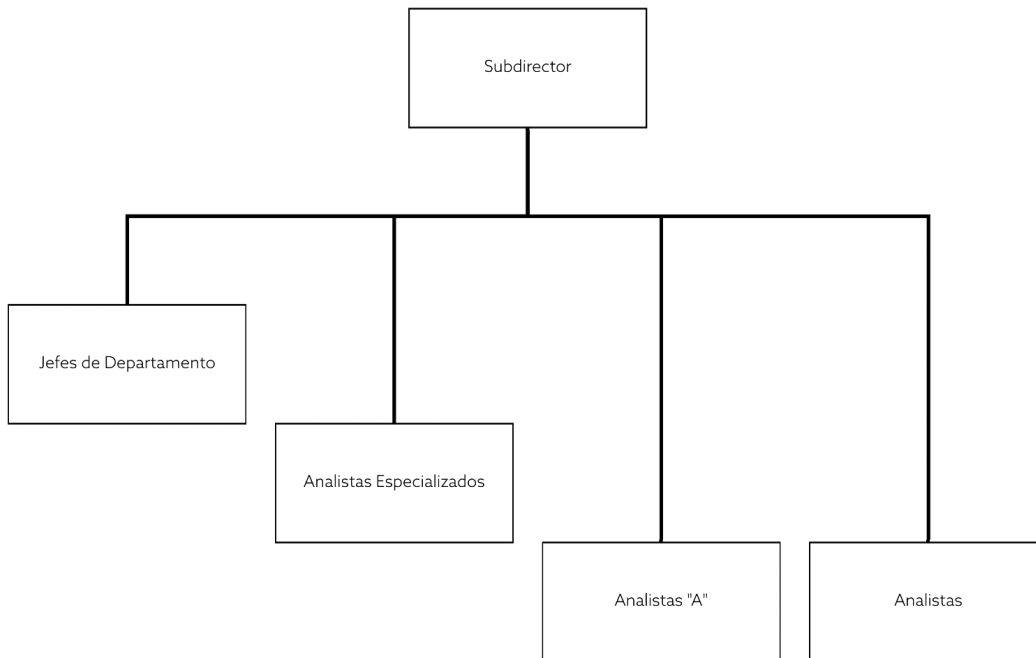 Subdirector
Jefes de Departamento
Analistas Especializados
Analistas "A"
Analistas